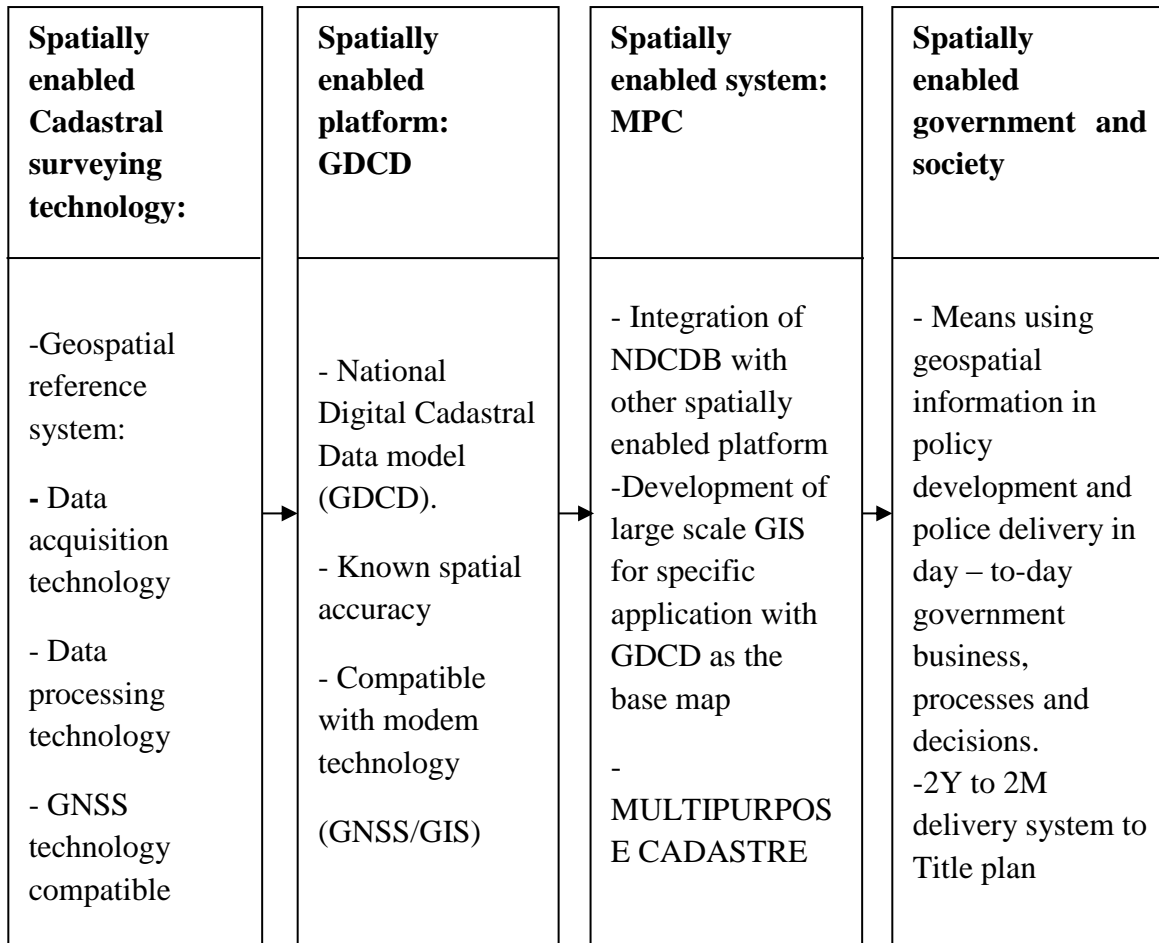 Spatially
enabled
Cadastral
surveying
technology:
-Geospatial
reference
system:
- Data
acquisition
technology
- Data
processing
technology
- GNSS
technology
compatible
Spatially
enabled
platform:
GDCD
- National
Digital Cadastral
Data model
(GDCD).
- Known spatial
accuracy
- Compatible
with modem
technology
(GNSS/GIS)
Spatially
enabled system:
MPC
- Integration of
NDCDB with
other spatially
enabled platform
-Development of
large scale GIS
for specific
application with
GDCD as the
base map
-
MULTIPURPOS
E CADASTRE
Spatially
enabled
government and
society
- Means using
geospatial
information in
policy
development and
police delivery in
day – to-day
government
business,
processes and
decisions.
-2Y to 2M
delivery system to
Title plan